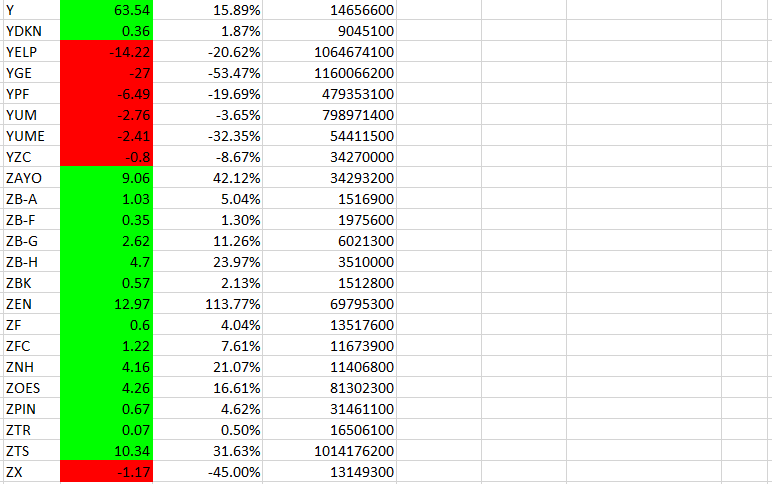 Y 63.54 15.89% 14656600
YDKN 0.36 1.87% 9045100
YELP -14.22 -20.62% 1064674100
YGE -27 -53.47% 1160066200
YPF -6.49 -19.69% 479353100
YUM -2.76 -3.65% 798971400
YUME -2.41 -32.35% 54411500
YZC -0.8 -8.67% 34270000
ZAYO 9.06 42.12% 34293200
ZB-A 1.03 5.04% 1516900
ZB-F 0.35 1.30% 1975600
ZB-G 2.62 11.26% 6021300
ZB-H 4.7 23.97% 3510000
ZBK 0.57 2.13% 1512800
ZEN 12.97 113.77% 69795300
ZF 0.6 4.04% 13517600
ZFC 1.22 7.61% 11673900
ZNH 4.16 21.07% 11406800
ZOES 4.26 16.61% 81302300
ZPIN 0.67 4.62% 31461100
ZTR 0.07 0.50% 16506100
ZTS 10.34 31.63% 1014176200
ZX -1.17 -45.00% 13149300